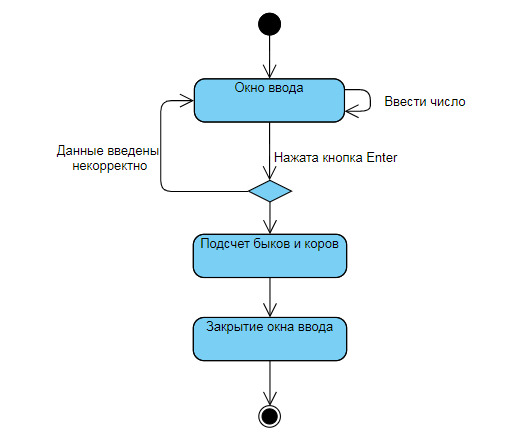 Окно ввода
Ввести число
Данные введены
некорректно
Нажата кнопка Enter
Подсчет быков и коров
Закрытие окна ввода